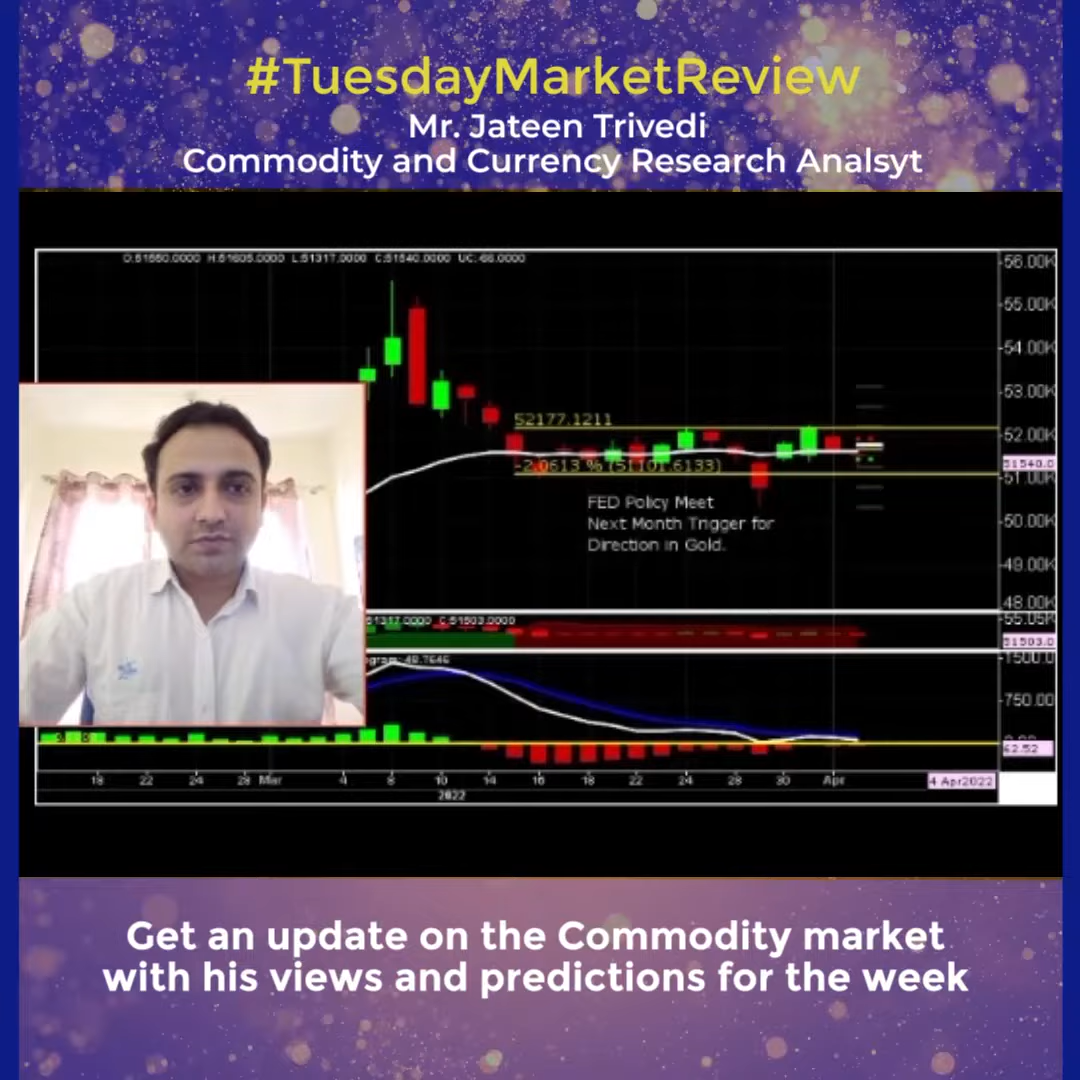 #TuesdayMarketReview
Mr. Jateen Trivedi
Commodity and Currency Research Analsyt
O:51550.0000 H:51605.0000 L:51317.0000 C:51540.0000 UC:-66.0000
56.00K
55.00K
54.00K
53.00K
52177.1211
52.00K
-2.0613 % (51101.6133)
51540.0
51.00K
FED Policy Meet
Next Month Trigger for
Direction in Gold.
50.00K
49.00K
48.00K
51317.0000 C:51503.0000
55.05K
51503.0
48.7646
1500.0
750.00
62.52
18 22 24 28 Mar 4 8 10 14 16 18 22 24 28 30 Apr
4 Apr2022
2022
Get an update on the Commodity market
with his views and predictions for the week